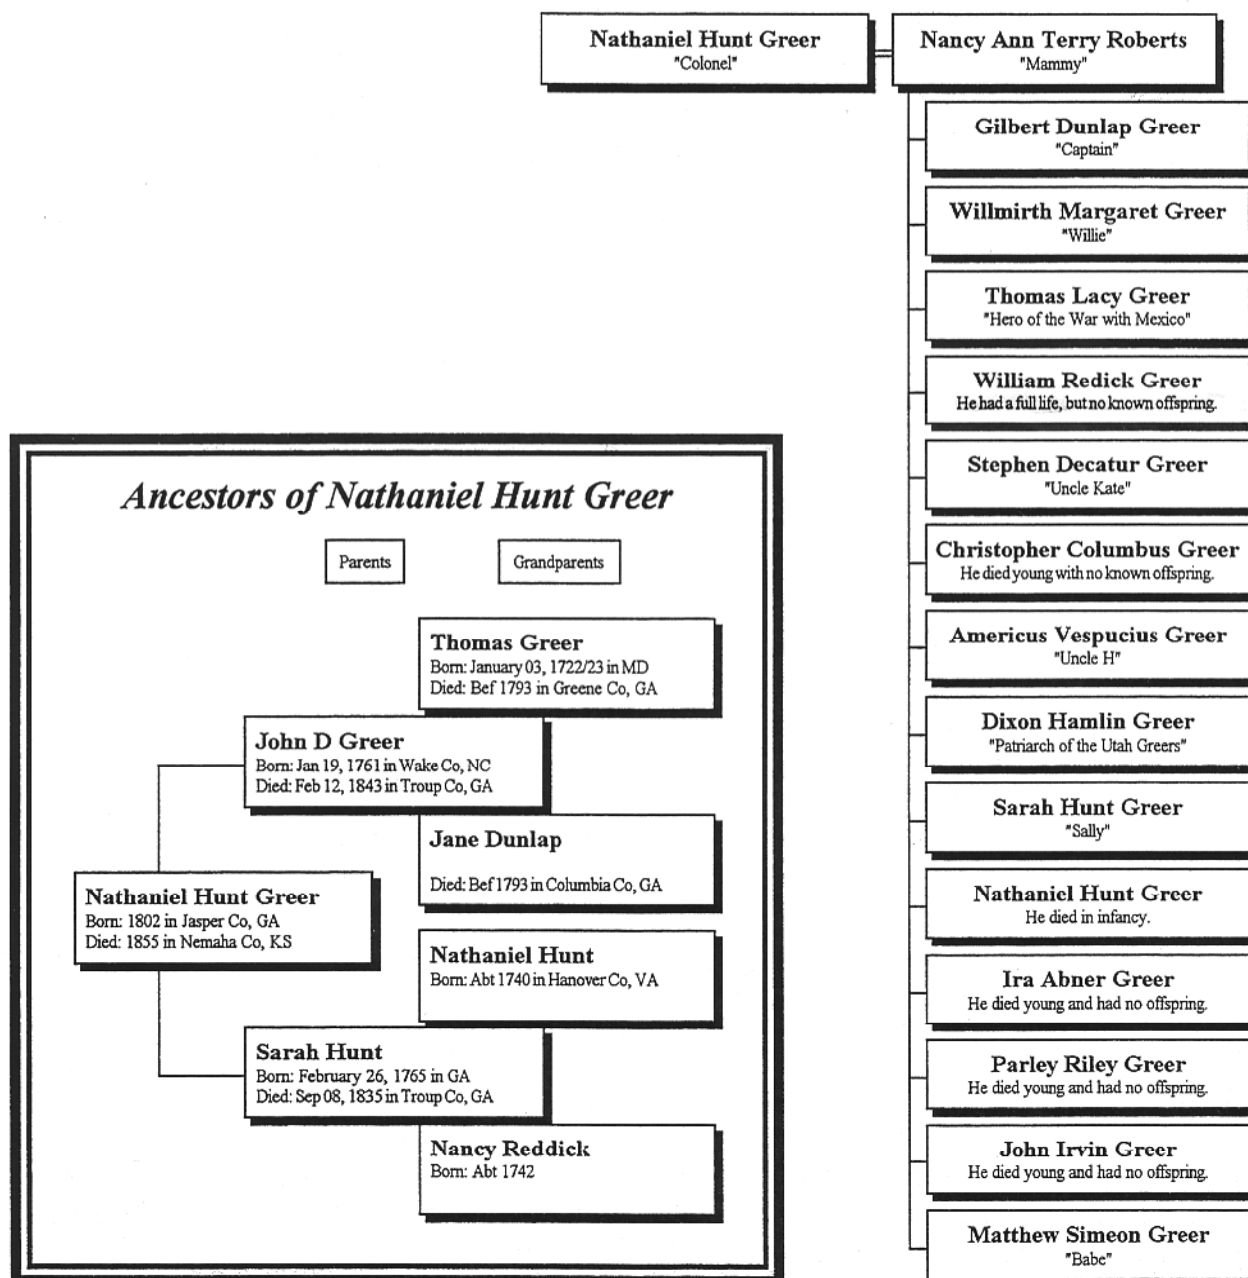 Nathaniel Hunt Greer
"Colonel"
Nancy Ann Terry Roberts
"Mammy"
Gilbert Dunlap Greer
"Captain"
Willmirth Margaret Greer
"Willie"
Thomas Lacy Greer
"Hero of the War with Mexico"
William Redick Greer
He had a full life, but no known offspring.
Stephen Decatur Greer
"Uncle Kate"
Christopher Columbus Greer
He died young with no known offspring.
Americus Vespucius Greer
"Uncle H"
Dixon Hamlin Greer
"Patriarch of the Utah Greers"
Sarah Hunt Greer
"Sally"
Nathaniel Hunt Greer
He died in infancy.
Ira Abner Greer
He died young and had no offspring.
Parley Riley Greer
He died young and had no offspring.
John Irvin Greer
He died young and had no offspring.
Matthew Simeon Greer
"Babe"
Ancestors of Nathaniel Hunt Greer
Parents
Grandparents
Thomas Greer
Born: January 03, 1722/23 in MD
Died: Bef 1793 in Greene Co, GA
John D Greer
Born: Jan 19, 1761 in Wake Co, NC
Died: Feb 12, 1843 in Troup Co, GA
Jane Dunlap
Died: Bef 1793 in Columbia Co, GA
Nathaniel Hunt Greer
Born: 1802 in Jasper Co, GA
Died: 1855 in Nemaha Co, KS
Nathaniel Hunt
Born: Abt 1740 in Hanover Co, VA
Sarah Hunt
Born: February 26, 1765 in GA
Died: Sep 08, 1835 in Troup Co, GA
Nancy Reddick
Born: Abt 1742